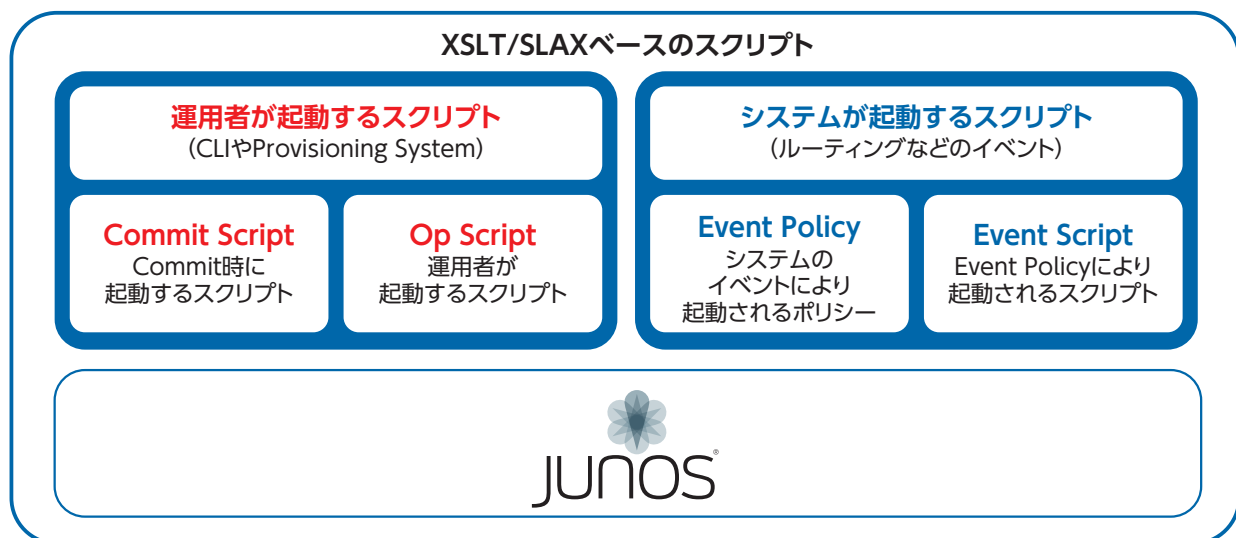 XSLT/SLAXベースのスクリプト
運用者が起動するスクリプト
（CLIやProvisioning System）
システムが起動するスクリプト
（ルーティングなどのイベント）
Commit Script
Commit時に
起動するスクリプト
Op Script
運用者が
起動するスクリプト
Event Policy
システムの
イベントにより
起動されるポリシー
Event Script
Event Policyにより
起動されるスクリプト
JUNOS®